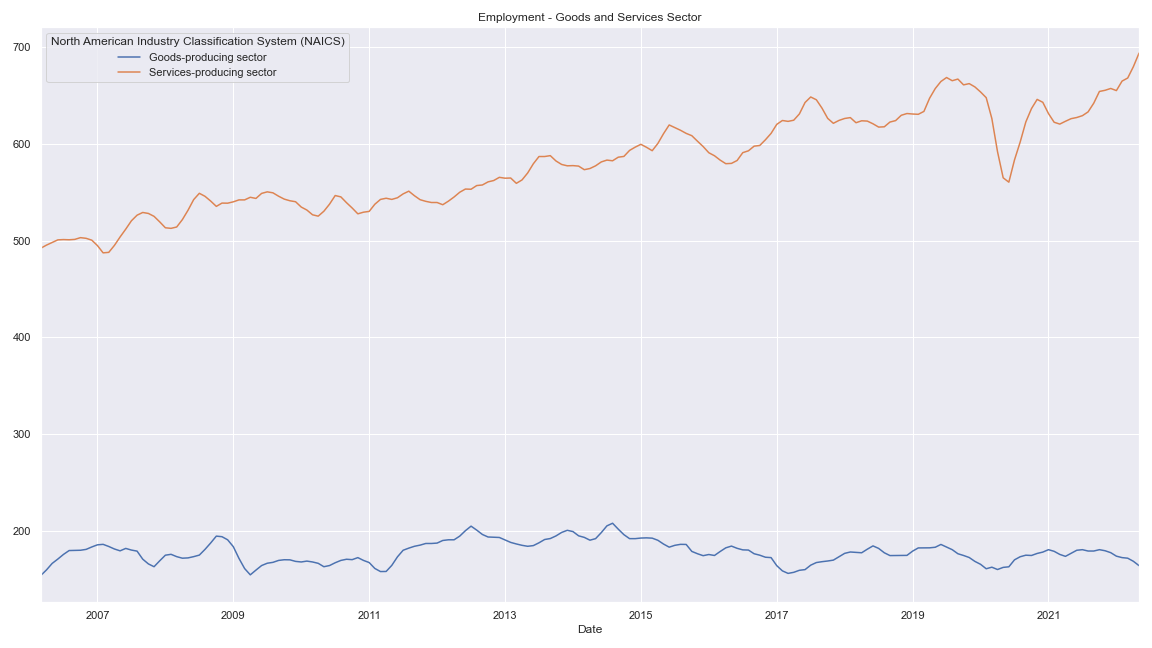 Employment - Goods and Services Sector
North American Industry Classification System (NAICS)
Goods-producing sector
Services-producing sector
700
600
500
400
300
200
2007 2009 2011 2013 2015 2017 2019 2021
Date